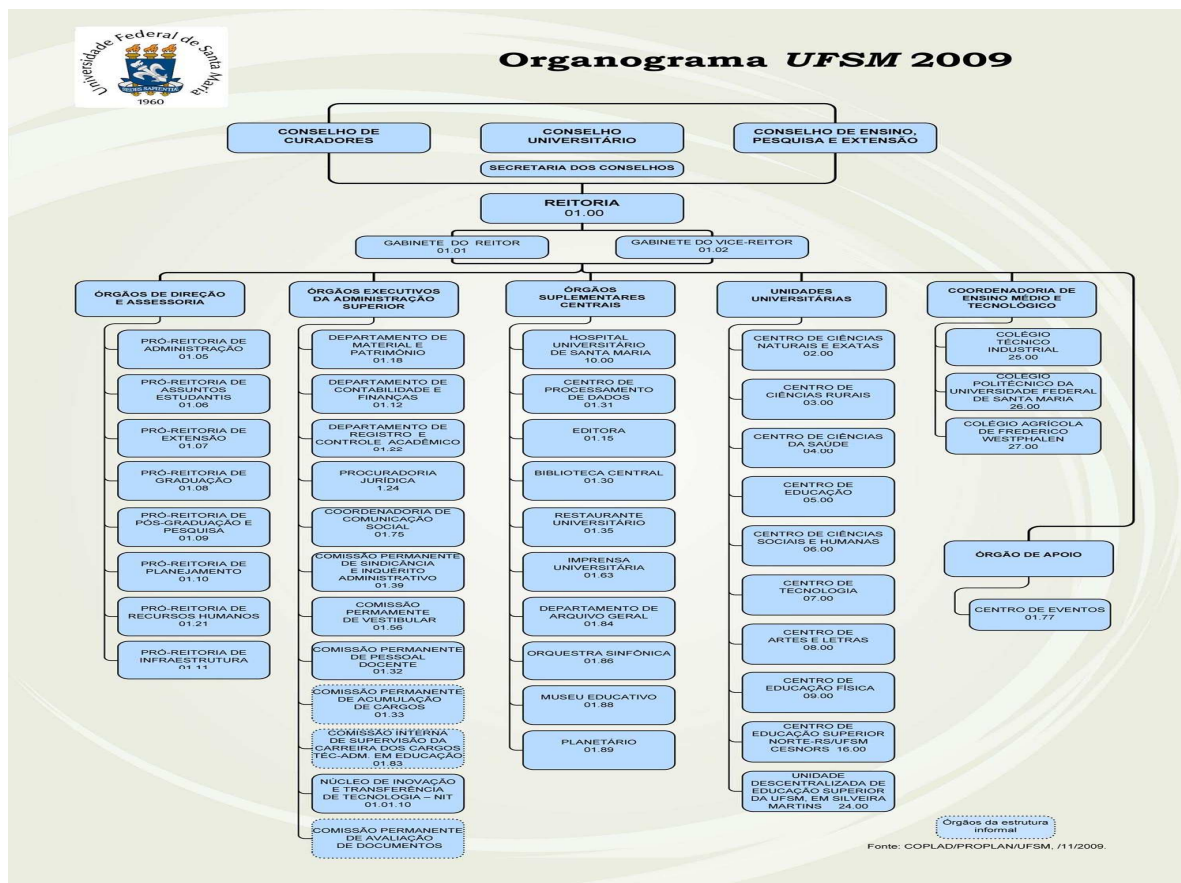 Universidade Federal de Santa Maria
SEDES SAPIENTIA
1960
Organograma UFSM 2009
CONSELHO DE
CURADORES
CONSELHO
UNIVERSITÁRIO
CONSELHO DE ENSINO,
PESQUISA E EXTENSÃO
SECRETARIA DOS CONSELHOS
REITORIA
01.00
GABINETE DO REITOR
01.01
GABINETE DO VICE-REITOR
01.02
ÓRGÃOS DE DIREÇÃO
E ASSESSORIA
PRÓ-REITORIA DE
ADMINISTRAÇÃO
01.05
PRÓ-REITORIA DE
ASSUNTOS
ESTUDANTIS
01.06
PRÓ-REITORIA DE
EXTENSÃO
01.07
PRÓ-REITORIA DE
GRADUAÇÃO
01.08
PRÓ-REITORIA DE
PÓS-GRADUAÇÃO E
PESQUISA
01.09
PRÓ-REITORIA DE
PLANEJAMENTO
01.10
PRÓ-REITORIA DE
RECURSOS HUMANOS
01.21
PRÓ-REITORIA DE
INFRAESTRUTURA
01.11
ÓRGÃOS EXECUTIVOS
DA ADMINISTRAÇÃO
SUPERIOR
DEPARTAMENTO DE
MATERIAL E
PATRIMÔNIO
01.18
DEPARTAMENTO DE
CONTABILIDADE E
FINANÇAS
01.12
DEPARTAMENTO DE
REGISTRO E
CONTROLE ACADÊMICO
01.22
PROCURADORIA
JURÍDICA
1.24
COORDENADORIA DE
COMUNICAÇÃO
SOCIAL
01.75
COMISSÃO PERMANENTE
DE SINDICÂNCIA
E INQUÉRITO
ADMINISTRATIVO
01.39
COMISSÃO
PERMAMENTE
DE VESTIBULAR
01.56
COMISSÃO PERMANENTE
DE PESSOAL
DOCENTE
01.32
COMISSÃO PERMANENTE
DE ACUMULAÇÃO
DE CARGOS
01.33
COMISSÃO INTERNA
DE SUPERVISÃO DA
CARREIRA DOS CARGOS
TÉC-ADM. EM EDUCAÇÃO
01.83
NÚCLEO DE INOVAÇÃO
E TRANSFERÊNCIA
DE TECNOLOGIA – NIT
01.01.10
COMISSÃO PERMANENTE
DE AVALIAÇÃO
DE DOCUMENTOS
ÓRGÃOS
SUPLEMENTARES
CENTRAIS
HOSPITAL
UNIVERSITÁRIO
DE SANTA MARIA
10.00
CENTRO DE
PROCESSAMENTO
DE DADOS
01.31
EDITORA
01.15
BIBLIOTECA CENTRAL
01.30
RESTAURANTE
UNIVERSITÁRIO
01.35
IMPRENSA
UNIVERSITÁRIA
01.63
DEPARTAMENTO DE
ARQUIVO GERAL
01.84
ORQUESTRA SINFÔNICA
01.86
MUSEU EDUCATIVO
01.88
PLANETÁRIO
01.89
UNIDADES
UNIVERSITÁRIAS
CENTRO DE CIÊNCIAS
NATURAIS E EXATAS
02.00
CENTRO DE
CIÊNCIAS RURAIS
03.00
CENTRO DE CIÊNCIAS
DA SAÚDE
04.00
CENTRO DE
EDUCAÇÃO
05.00
CENTRO DE CIÊNCIAS
SOCIAIS E HUMANAS
06.00
CENTRO DE
TECNOLOGIA
07.00
CENTRO DE
ARTES E LETRAS
08.00
CENTRO DE
EDUCAÇÃO FÍSICA
09.00
CENTRO DE
EDUCAÇÃO SUPERIOR
NORTE-RS/UFSM
CESNORS 16.00
UNIDADE
DESCENTRALIZADA DE
EDUCAÇÃO SUPERIOR
DA UFSM, EM SILVEIRA
MARTINS 24.00
COORDENADORIA DE
ENSINO MÉDIO E
TECNOLÓGICO
COLÉGIO
TÉCNICO
INDUSTRIAL
25.00
COLÉGIO
POLITÉCNICO DA
UNIVERSIDADE FEDERAL
DE SANTA MARIA
26.00
COLÉGIO AGRÍCOLA
DE FREDERICO
WESTPHALEN
27.00
ÓRGÃO DE APOIO
CENTRO DE EVENTOS
01.77
Órgãos da estrutura
informal
Fonte: COPLAD/PROPLAN/UFSM, /11/2009.